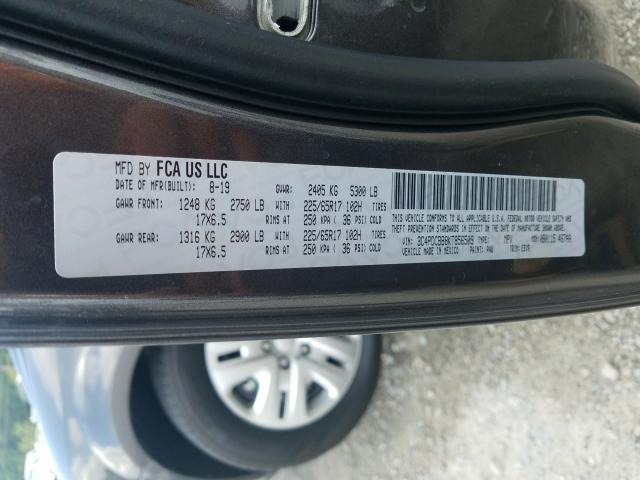 MFD BY FCA US LLC
DATE OF MFR(BUILT): 8-19 GVWR: 2405 KG 5300 LB
GAWR FRONT: 1248 KG 2750 LB WITH 225/65R17 102H TIRES
17X6.5 RIMS AT 250 KPA ( 36 PSI) COLD
GAWR REAR: 1316 KG 2900 LB WITH 225/65R17 102H TIRES
17X6.5 RIMS AT 250 KPA ( 36 PSI) COLD
THIS VEHICLE CONFORMS TO ALL APPLICABLE U.S.A. FEDERAL MOTOR VEHICLE SAFETY AND
THEFT PREVENTION STANDARDS IN EFFECT ON THE DATE OF MANUFACTURE SHOWN ABOVE.
VIN: TYPE: MPV MDH:
VEHICLE MADE IN MEXICO PAINT: TRIM: